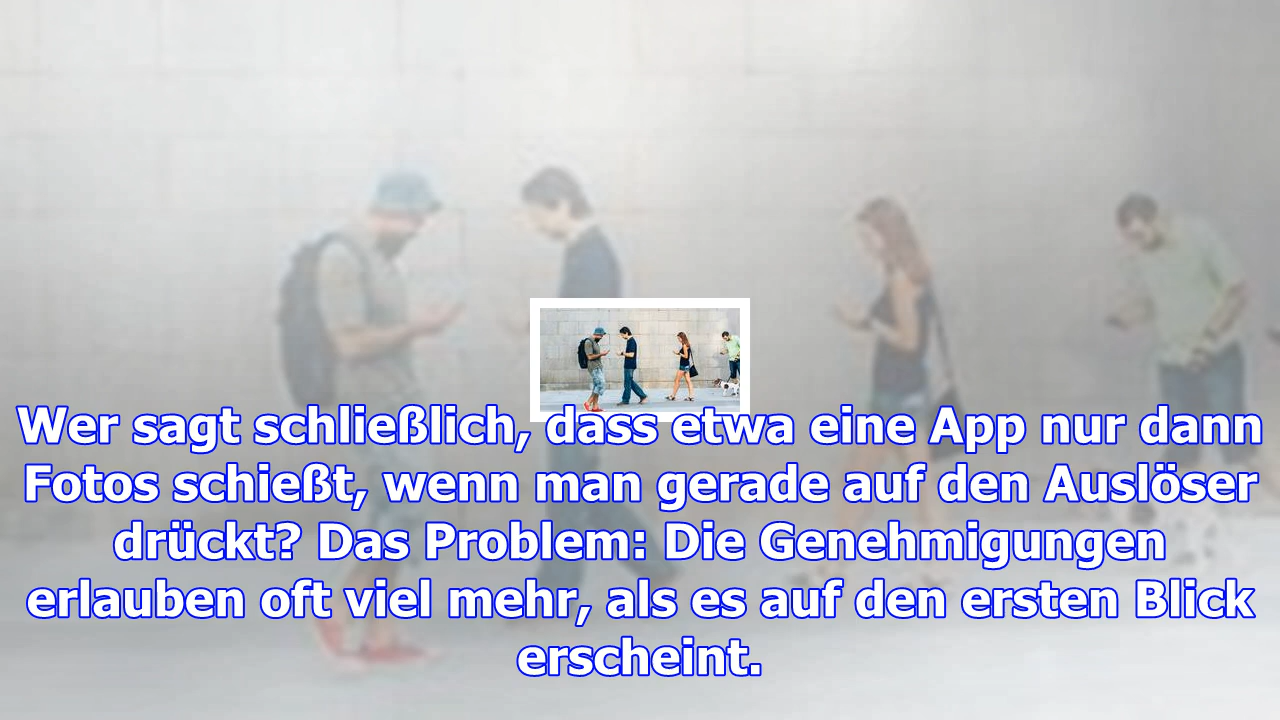 Wer sagt schließlich, dass etwa eine App nur dann
Fotos schießt, wenn man gerade auf den Auslöser
drückt? Das Problem: Die Genehmigungen
erlauben oft viel mehr, als es auf den ersten Blick
erscheint.